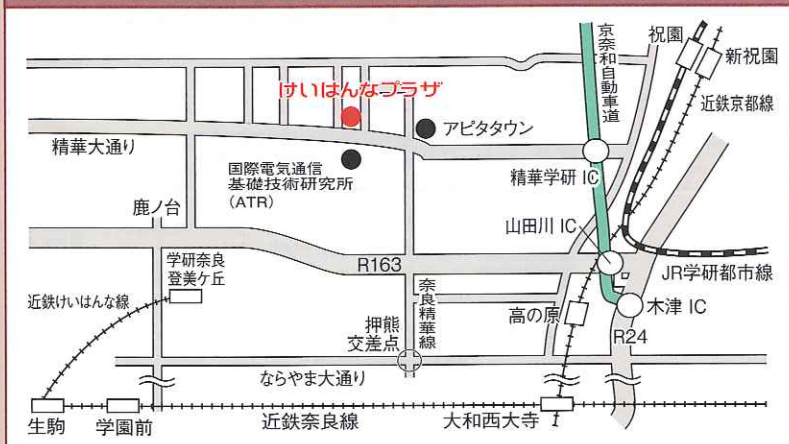 祝園
新祝園
京奈和自動車道
近鉄京都線
けいはんなプラザ
アピタタウン
精華大通り
国際電気通信
基礎技術研究所
(ATR)
精華学研 IC
鹿ノ台
山田川 IC
学研奈良
登美ケ丘
R163
JR学研都市線
近鉄けいはんな線
奈良精華線
高の原
木津 IC
押熊
交差点
R24
ならやま大通り
生駒
学園前
近鉄奈良線
大和西大寺